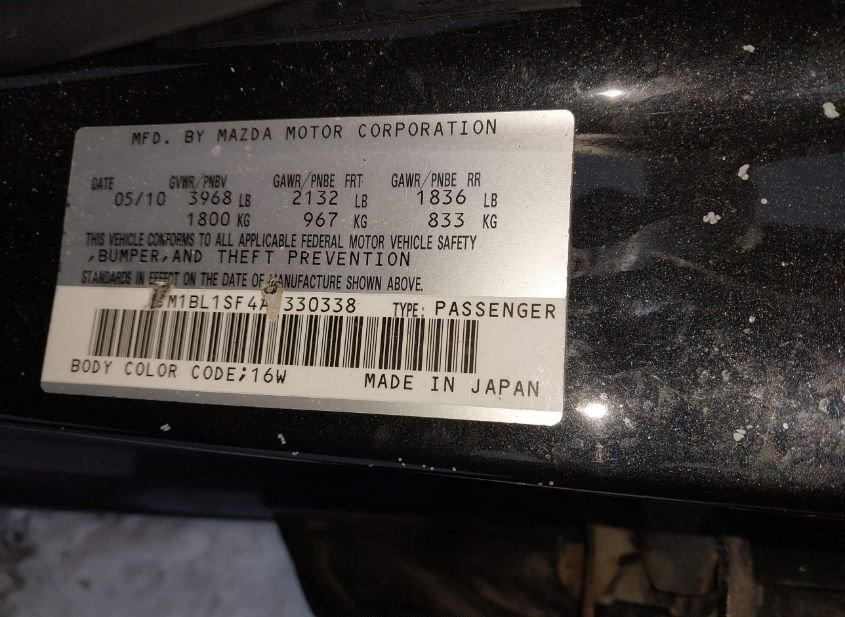 MFD. BY MAZDA MOTOR CORPORATION
DATE GVWR/PNBV GAWR/PNBE FRT GAWR/PNBE RR
05/10 3968 LB 2132 LB 1836 LB
1800 KG 967 KG 833 KG
THIS VEHICLE CONFORMS TO ALL APPLICABLE FEDERAL MOTOR VEHICLE SAFETY
,BUMPER,AND THEFT PREVENTION
STANDARDS IN EFFECT ON THE DATE OF MANUFACTURE SHOWN ABOVE.
M1BL1SF4A 330338 TYPE: PASSENGER
BODY COLOR CODE;16W MADE IN JAPAN